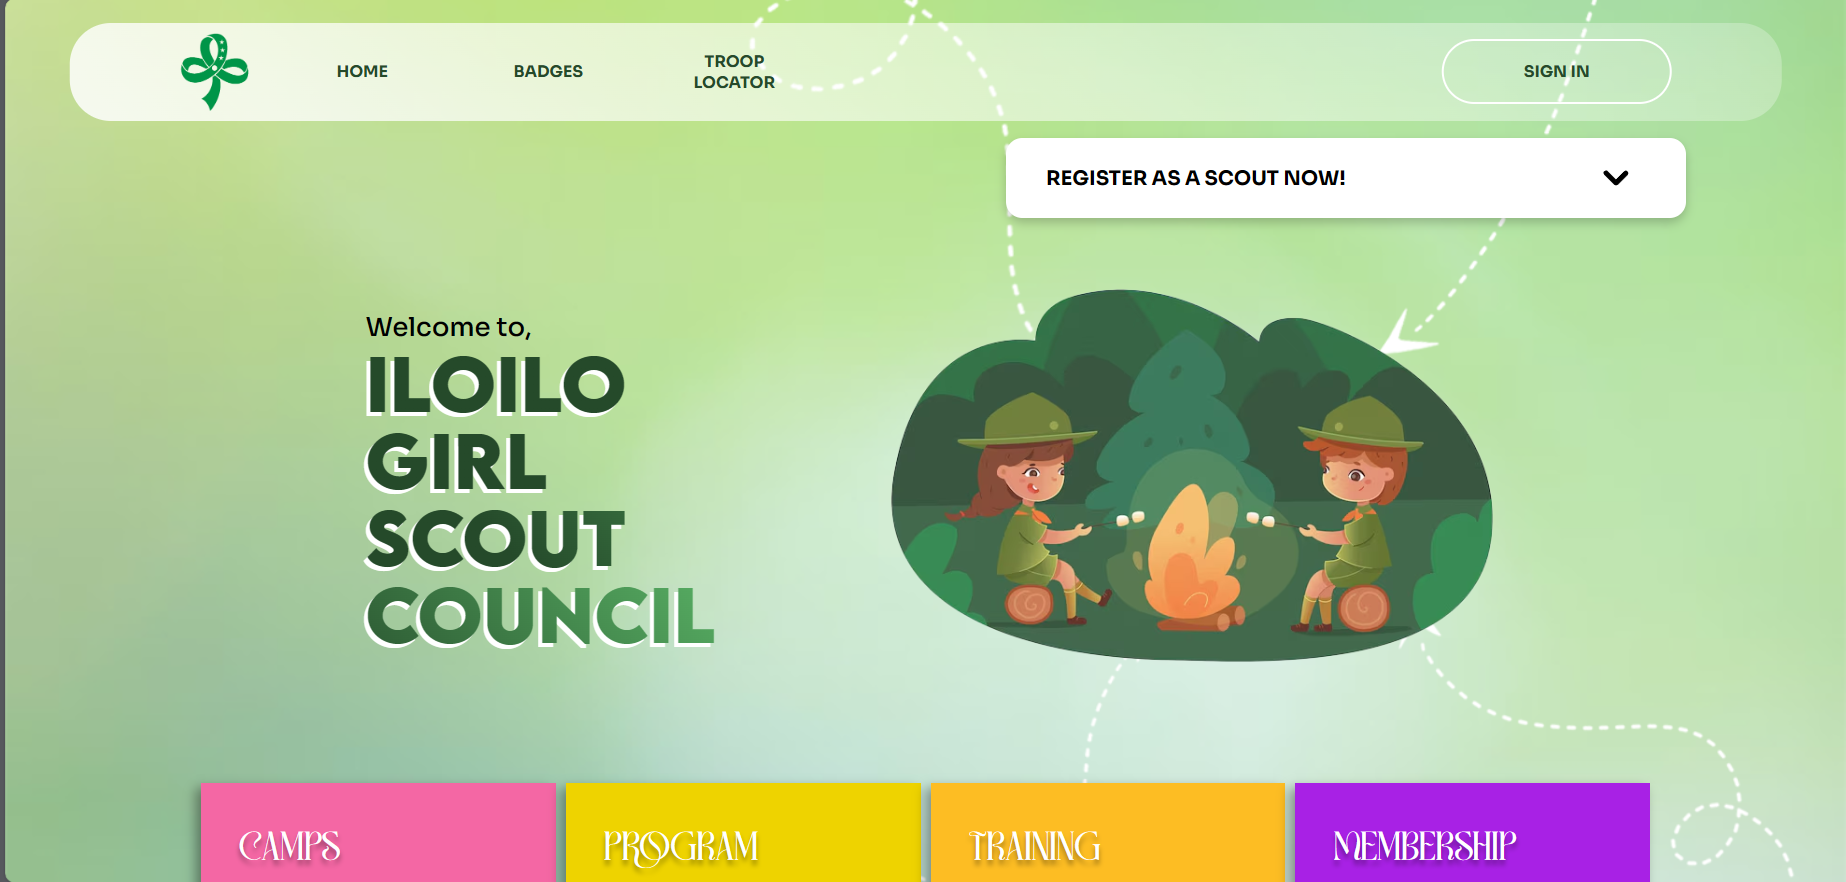 HOME
BADGES
TROOP
LOCATOR
SIGN IN
REGISTER AS A SCOUT NOW!
Welcome to,
ILOILO
GIRL
SCOUT
COUNCIL
CAMPS
PROGRAM
TRAINING
MEMBERSHIP